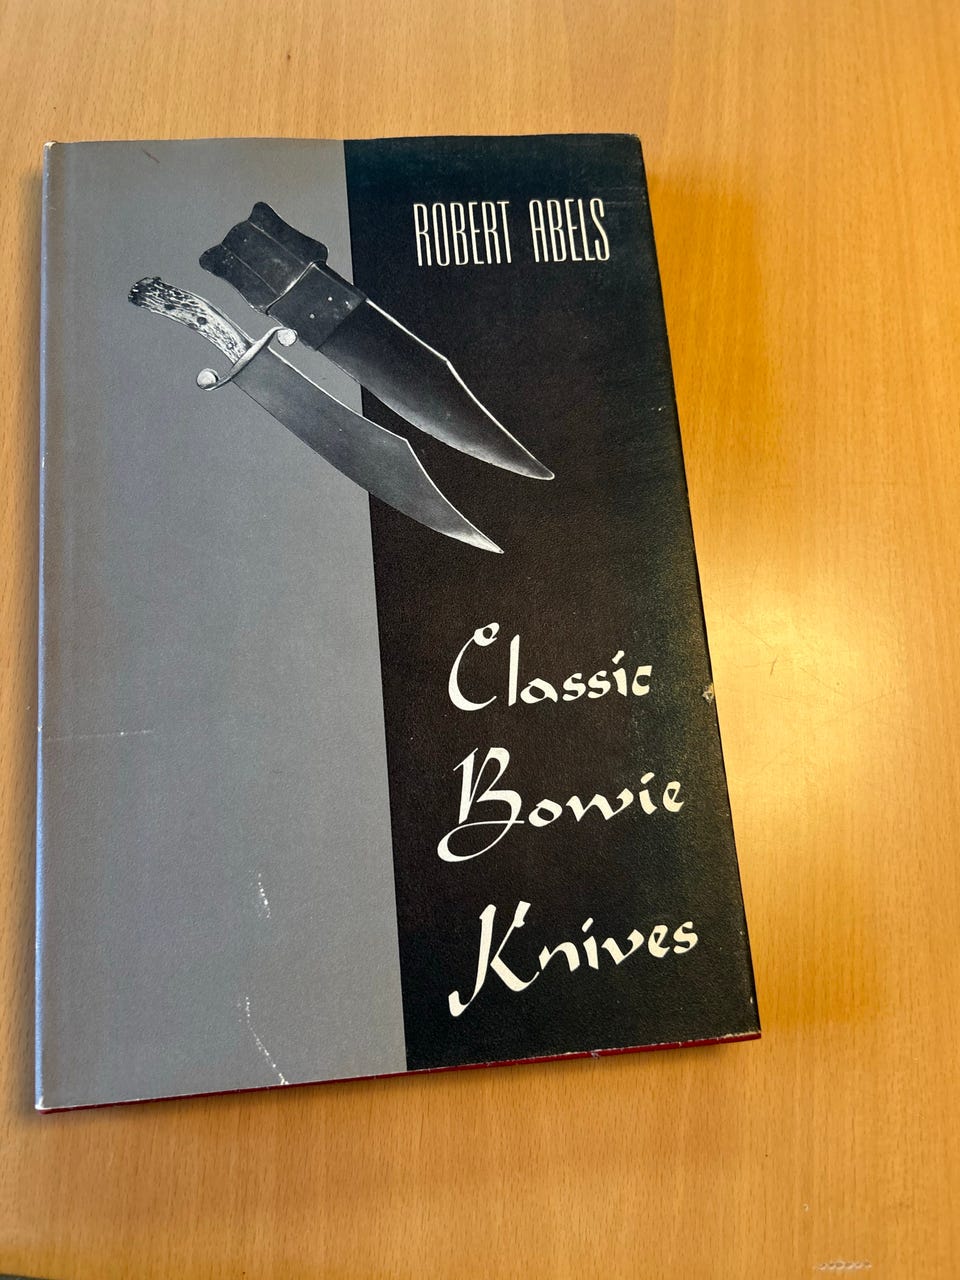 ROBERT ABELS
Classic
Bowie
Knives